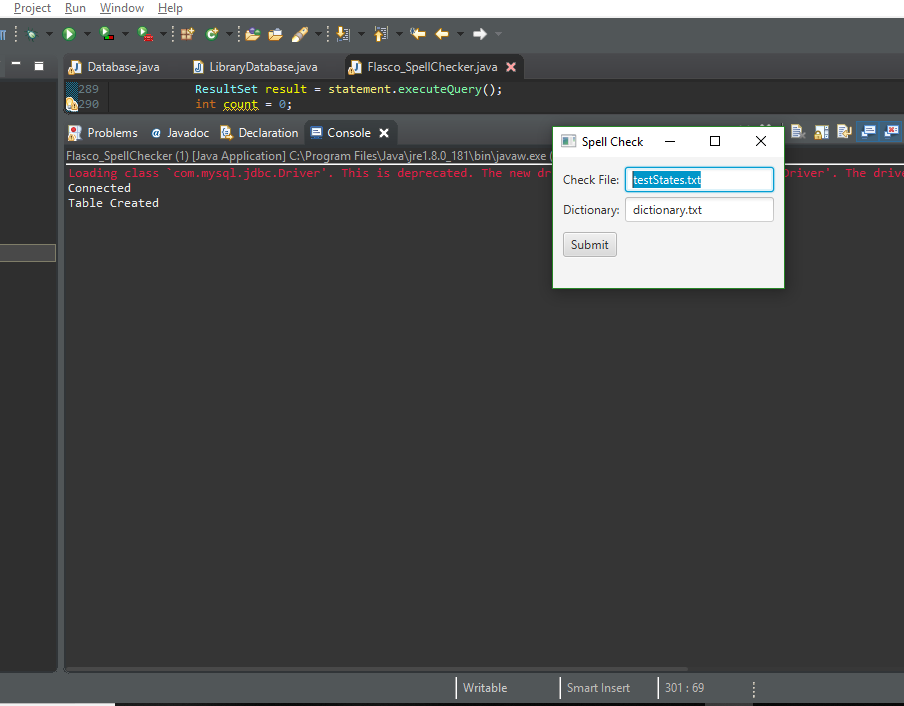 Project Run Window Help
Database.java LibraryDatabase.java Flasco_SpellChecker.java
289 ResultSet result = statement.executeQuery();
290 int count = 0;
Problems @ Javadoc Declaration Console
Flasco_SpellChecker (1) [Java Application] C:\Program Files\Java\jre1.8.0_181\bin\javaw.exe (
Loading class `com.mysql.jdbc.Driver'. This is deprecated. The new dr Driver'. The drive
Connected
Table Created
Spell Check
Check File: testStates.txt
Dictionary: dictionary.txt
Submit
Writable Smart Insert 301 : 69